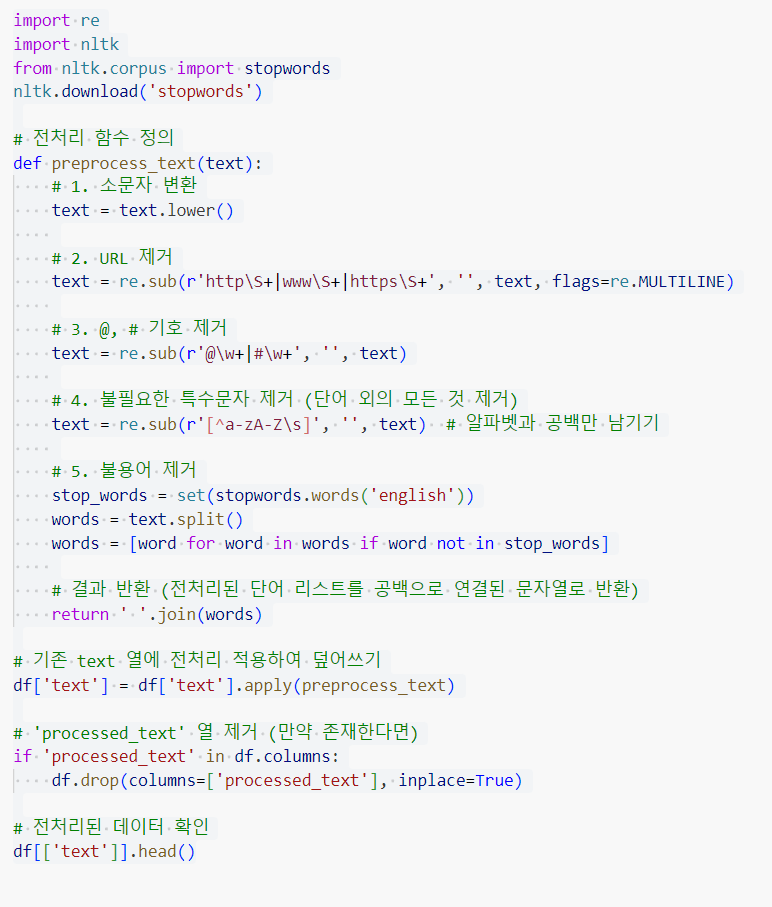 import re
import nltk
from nltk.corpus import stopwords
nltk.download('stopwords')

# 전처리 함수 정의
def preprocess_text(text):
    # 1. 소문자 변환
    text = text.lower()
    
    # 2. URL 제거
    text = re.sub(r'http\S+|www\S+|https\S+', '', text, flags=re.MULTILINE)
    
    # 3. @, # 기호 제거
    text = re.sub(r'@\w+|#\w+', '', text)
    
    # 4. 불필요한 특수문자 제거 (단어 외의 모든 것 제거)
    text = re.sub(r'[^a-zA-Z\s]', '', text)  # 알파벳과 공백만 남기기
    
    # 5. 불용어 제거
    stop_words = set(stopwords.words('english'))
    words = text.split()
    words = [word for word in words if word not in stop_words]
    
    # 결과 반환 (전처리된 단어 리스트를 공백으로 연결된 문자열로 반환)
    return ' '.join(words)

# 기존 text 열에 전처리 적용하여 덮어쓰기
df['text'] = df['text'].apply(preprocess_text)

# 'processed_text' 열 제거 (만약 존재한다면)
if 'processed_text' in df.columns:
    df.drop(columns=['processed_text'], inplace=True)

# 전처리된 데이터 확인
df[['text']].head()